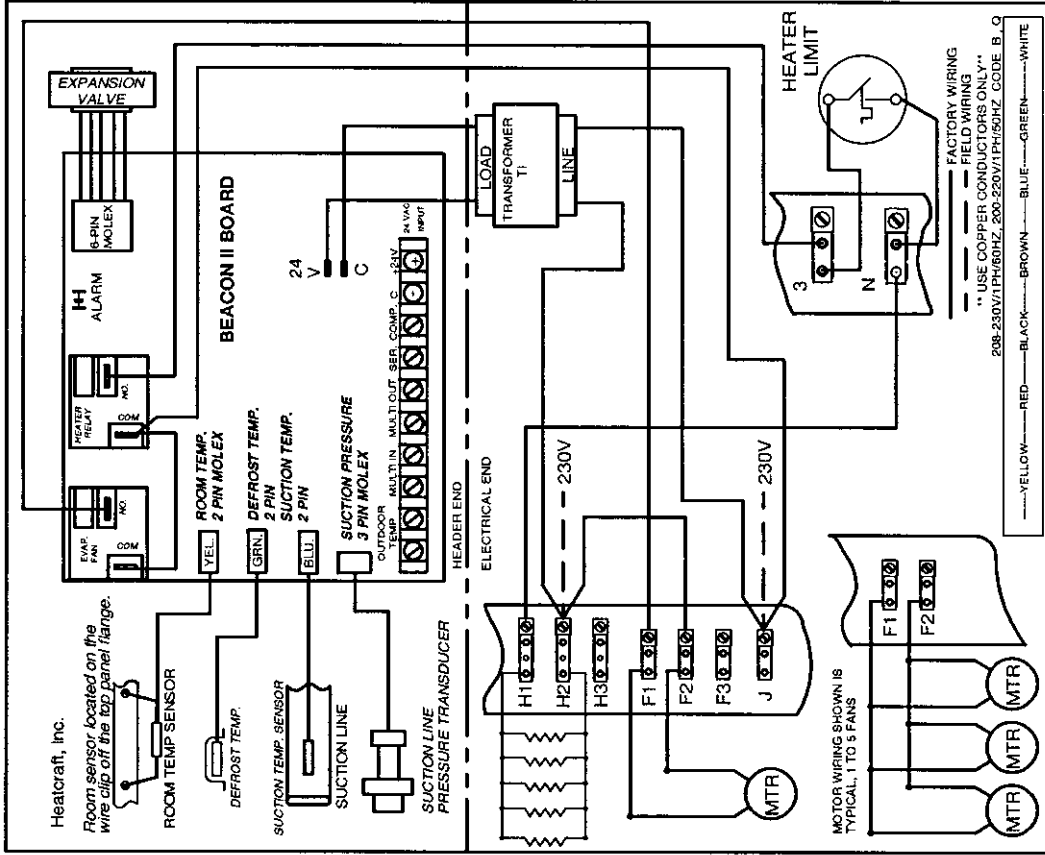 Heatcraft, Inc.
Room sensor located on the
wire clip off the top panel flange.
ROOM TEMP SENSOR
DEFROST TEMP.
SUCTION TEMP. SENSOR
SUCTION LINE
SUCTION LINE
PRESSURE TRANSDUCER
EVAP.
FAN
NO.
COM
HEATER
RELAY
NO.
COM
H-I
ALARM
6-PIN
MOLEX
EXPANSION
VALVE
YEL.
ROOM TEMP.
2 PIN MOLEX
GRN.
DEFROST TEMP.
2 PIN
BLU.
SUCTION TEMP.
2 PIN
SUCTION PRESSURE
3 PIN MOLEX
BEACON II BOARD
24
V
C
OUTDOOR
TEMP
MULTI IN
MULTI OUT
SER.
COMP.
C
+24V
24 VAC
INPUT
HEADER END
ELECTRICAL END
LOAD
TRANSFORMER
TI
LINE
H1
H2
H3
F1
F2
F3
J
230V
230V
MTR
MOTOR WIRING SHOWN IS
TYPICAL, 1 TO 5 FANS
F1
F2
MTR
MTR
MTR
3
N
HEATER
LIMIT
FACTORY WIRING
FIELD WIRING
** USE COPPER CONDUCTORS ONLY**
208-230V/1PH/60HZ, 200-220V/1PH/50HZ CODE B, Q
YELLOW RED BLACK BROWN BLUE GREEN WHITE